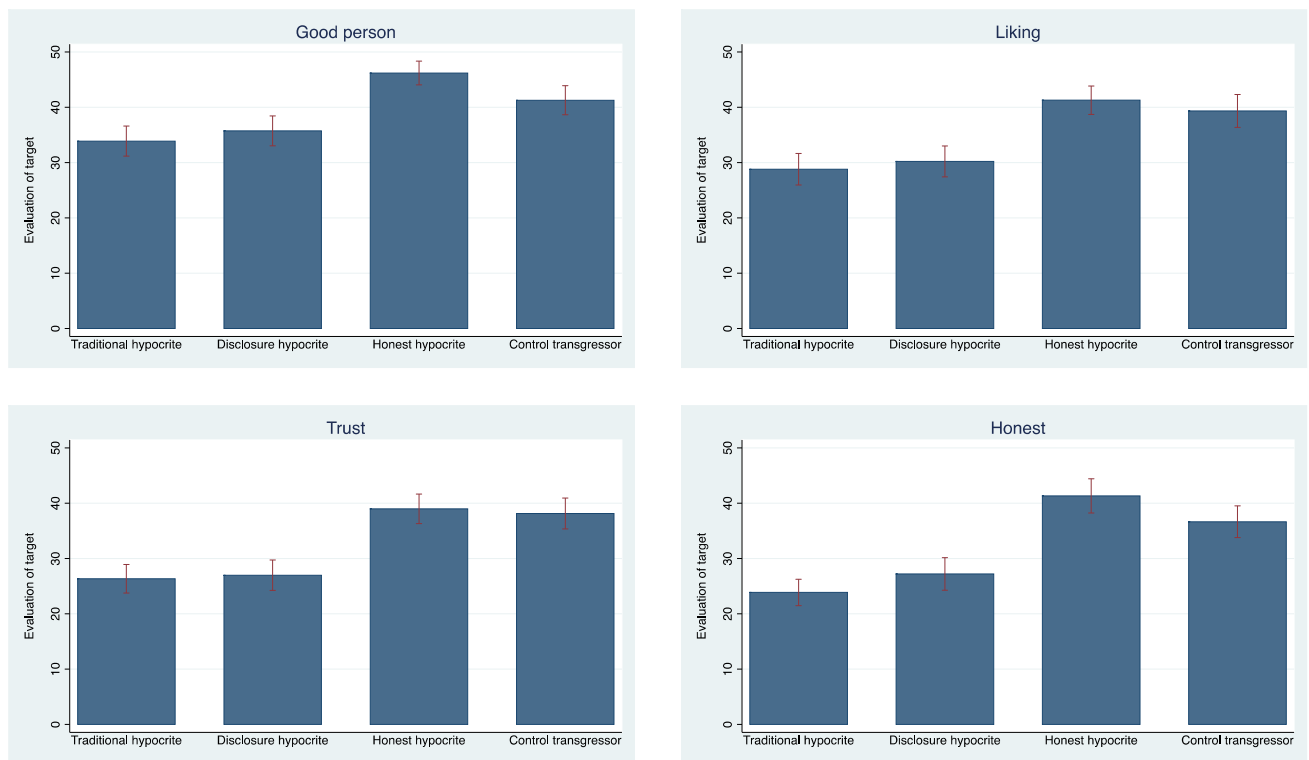 Good person
Evaluation of target
50
40
30
20
10
0
Traditional hypocrite Disclosure hypocrite Honest hypocrite Control transgressor
Liking
Evaluation of target
50
40
30
20
10
0
Traditional hypocrite Disclosure hypocrite Honest hypocrite Control transgressor
Trust
Evaluation of target
50
40
30
20
10
0
Traditional hypocrite Disclosure hypocrite Honest hypocrite Control transgressor
Honest
Evaluation of target
50
40
30
20
10
0
Traditional hypocrite Disclosure hypocrite Honest hypocrite Control transgressor